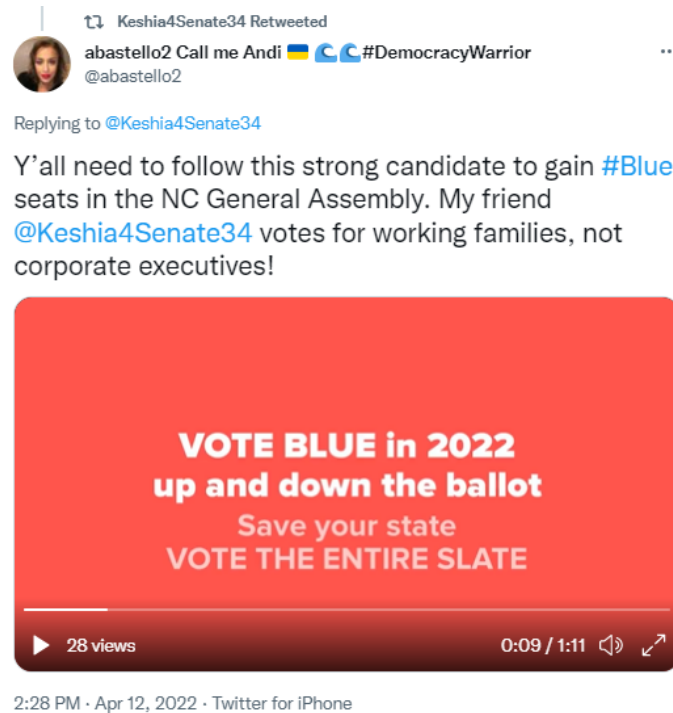 Keshia4Senate34 Retweeted
abastello2 Call me Andi 🇺🇦 🌊🌊#DemocracyWarrior
@abastello2
Replying to @Keshia4Senate34
Y’all need to follow this strong candidate to gain #Blue
seats in the NC General Assembly. My friend
@Keshia4Senate34 votes for working families, not
corporate executives!
VOTE BLUE in 2022
up and down the ballot
Save your state
VOTE THE ENTIRE SLATE
28 views 0:09 / 1:11
2:28 PM · Apr 12, 2022 · Twitter for iPhone